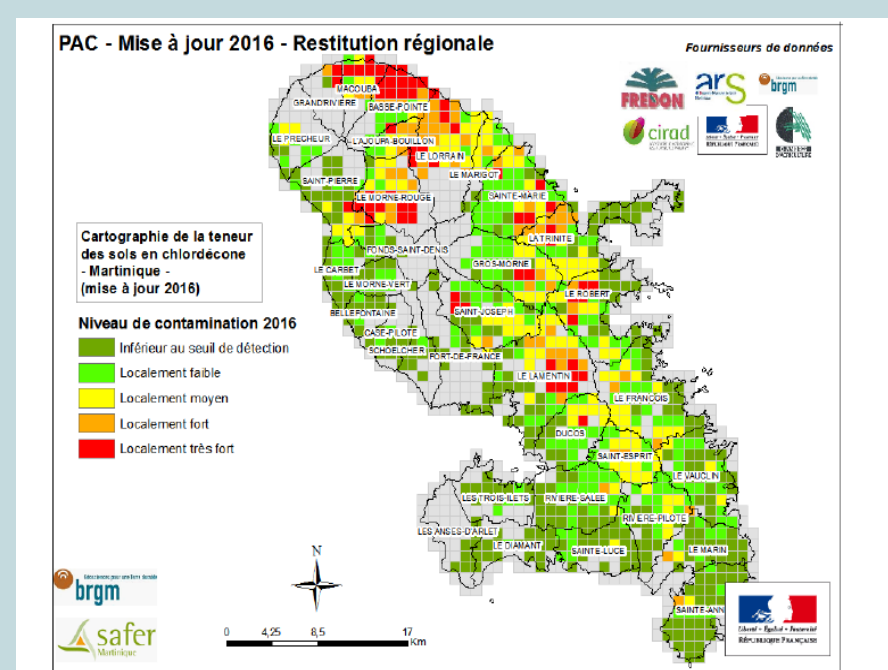 PAC - Mise à jour 2016 - Restitution régionale
Fournisseurs de données
FREDON
ars
brgm
cirad
RÉPUBLIQUE FRANÇAISE
MACOUBA
GRAND'RIVIÈRE
BASSE-POINTE
LE PRECHEUR
L'AJOUPA-BOUILLON
LE LORRAIN
SAINT-PIERRE
LE MARIGOT
LE MORNE-ROUGE
SAINTE-MARIE
LA TRINITE
FONDS-SAINT-DENIS
GROS-MORNE
LE CARBET
LE MORNE-VERT
LE ROBERT
BELLEFONTAINE
SAINT-JOSEPH
CASE-PILOTE
SCHOELCHER
FORT-DE-FRANCE
LE LAMENTIN
LE FRANÇOIS
DUCOS
SAINT-ESPRIT
LE VAUCLIN
LES TROIS-ILETS
RIVIERE-SALEE
RIVIERE-PILOTE
LES ANSES-D'ARLET
LE DIAMANT
SAINTE-LUCE
LE MARIN
SAINTE-ANN
Cartographie de la teneur
des sols en chlordécone
- Martinique -
(mise à jour 2016)
Niveau de contamination 2016
Inférieur au seuil de détection
Localement faible
Localement moyen
Localement fort
Localement très fort
N
0 4,25 8,5 17
Km
brgm
safer
Martinique
Liberté • Égalité • Fraternité
RÉPUBLIQUE FRANÇAISE